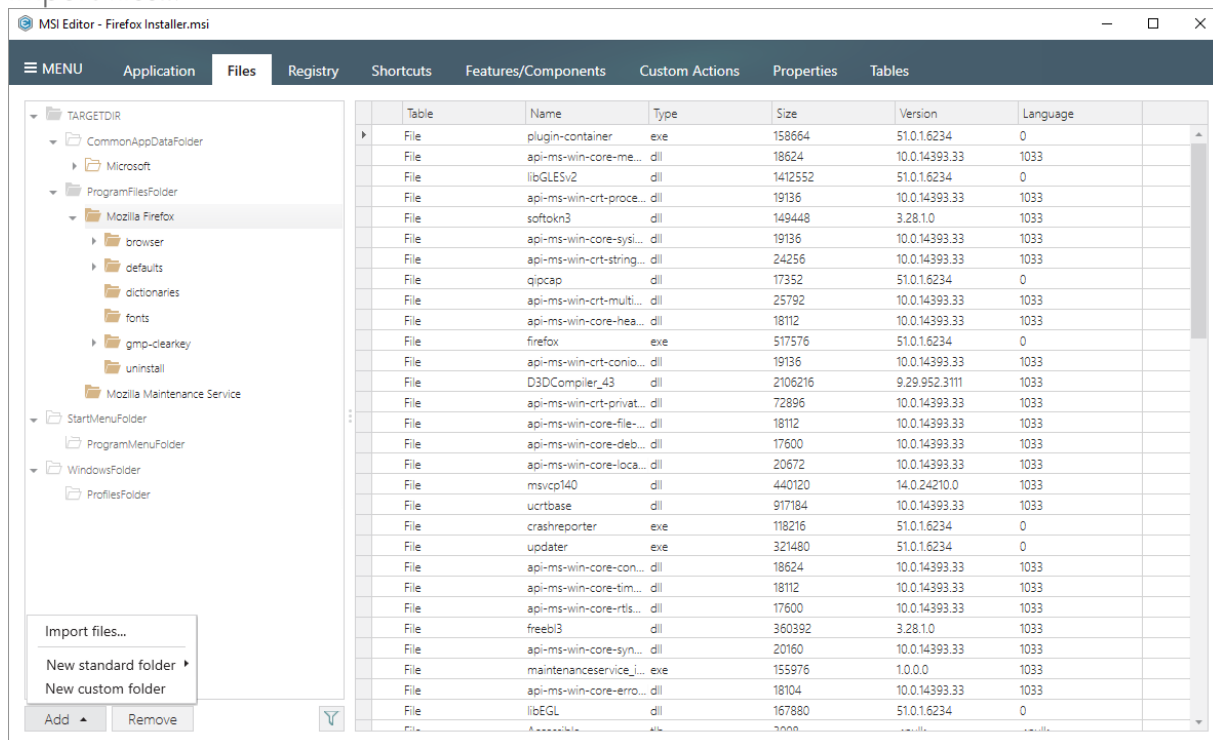 MSI Editor - Firefox Installer.msi
MENU Application Files Registry Shortcuts Features/Components Custom Actions Properties Tables
TARGETDIR
CommonAppDataFolder
Microsoft
ProgramFilesFolder
Mozilla Firefox
browser
defaults
dictionaries
fonts
gmp-clearkey
uninstall
Mozilla Maintenance Service
StartMenuFolder
ProgramMenuFolder
WindowsFolder
ProfilesFolder
Import files...
New standard folder
New custom folder
Add Remove
Table Name Type Size Version Language
File plugin-container exe 158664 51.0.1.6234 0
File api-ms-win-core-me... dll 18624 10.0.14393.33 1033
File libGLESv2 dll 1412552 51.0.1.6234 0
File api-ms-win-crt-proce... dll 19136 10.0.14393.33 1033
File softokn3 dll 149448 3.28.1.0 1033
File api-ms-win-core-sysi... dll 19136 10.0.14393.33 1033
File api-ms-win-crt-string... dll 24256 10.0.14393.33 1033
File qipcap dll 17352 51.0.1.6234 0
File api-ms-win-crt-multi... dll 25792 10.0.14393.33 1033
File api-ms-win-core-hea... dll 18112 10.0.14393.33 1033
File firefox exe 517576 51.0.1.6234 0
File api-ms-win-crt-conio... dll 19136 10.0.14393.33 1033
File D3DCompiler_43 dll 2106216 9.29.952.3111 1033
File api-ms-win-crt-privat... dll 72896 10.0.14393.33 1033
File api-ms-win-core-file-... dll 18112 10.0.14393.33 1033
File api-ms-win-core-deb... dll 17600 10.0.14393.33 1033
File api-ms-win-core-loca... dll 20672 10.0.14393.33 1033
File msvcp140 dll 440120 14.0.24210.0 1033
File ucrtbase dll 917184 10.0.14393.33 1033
File crashreporter exe 118216 51.0.1.6234 0
File updater exe 321480 51.0.1.6234 0
File api-ms-win-core-con... dll 18624 10.0.14393.33 1033
File api-ms-win-core-tim... dll 18112 10.0.14393.33 1033
File api-ms-win-core-rtls... dll 17600 10.0.14393.33 1033
File freebl3 dll 360392 3.28.1.0 1033
File api-ms-win-core-syn... dll 20160 10.0.14393.33 1033
File maintenanceservice_i... exe 155976 1.0.0.0 1033
File api-ms-win-core-erro... dll 18104 10.0.14393.33 1033
File libEGL dll 167880 51.0.1.6234 0